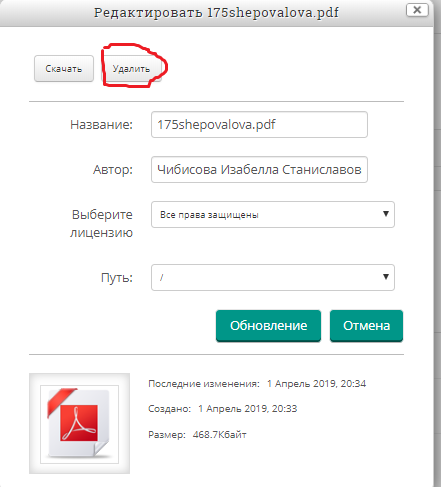 Редактировать 175shepovalova.pdf
Скачать Удалить
Название: 175shepovalova.pdf
Автор: Чибисова Изабелла Станиславов
Выберите лицензию Все права защищены
Путь: /
Обновление Отмена
Последние изменения: 1 Апрель 2019, 20:34
Создано: 1 Апрель 2019, 20:33
Размер: 468.7Кбайт